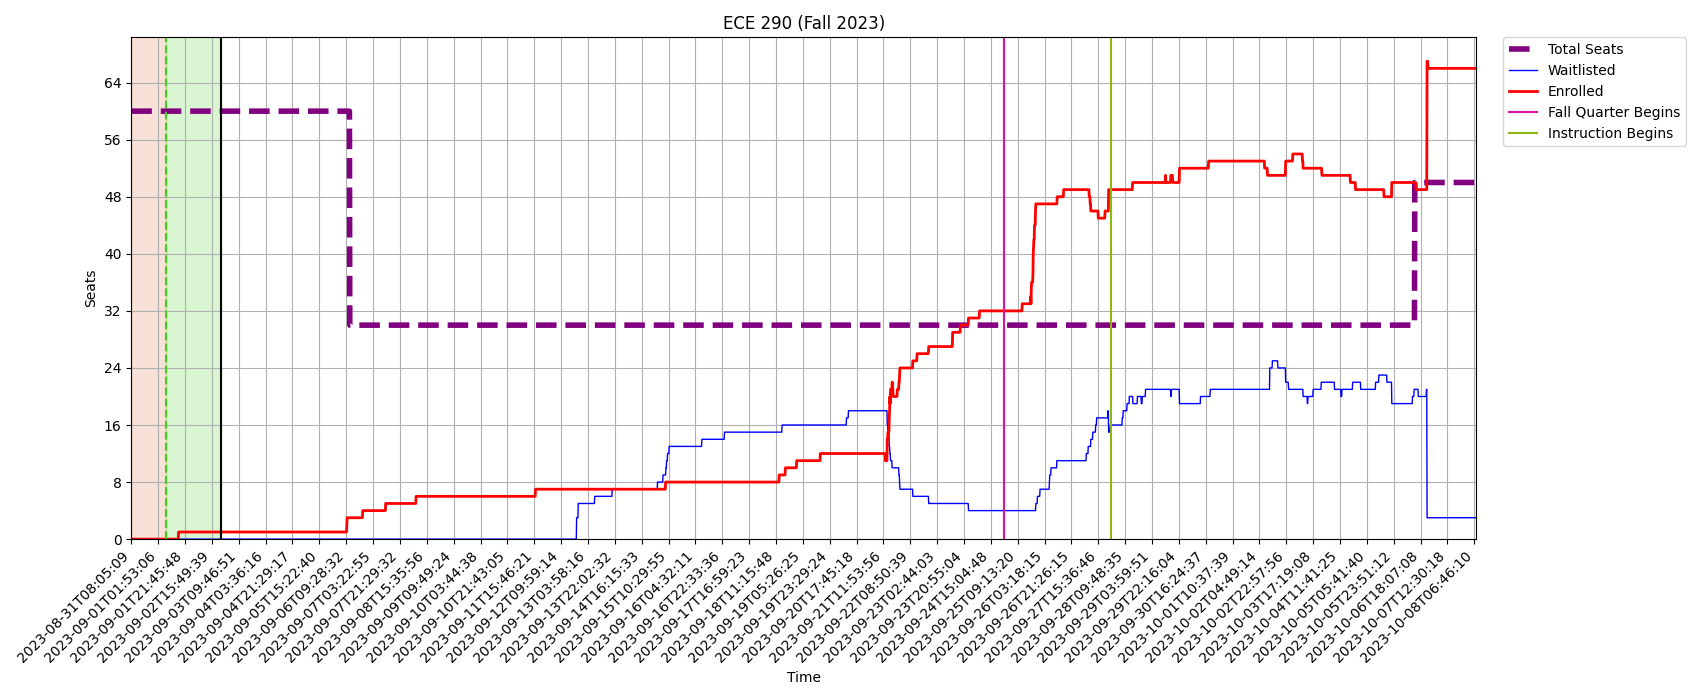 ECE 290 (Fall 2023)
Total Seats
Waitlisted
Enrolled
Fall Quarter Begins
Instruction Begins
Seats
64
56
48
40
32
24
16
8
0
2023-08-31T08:05:09
2023-09-01T01:53:06
2023-09-01T21:45:48
2023-09-02T15:49:39
2023-09-03T09:46:51
2023-09-04T03:36:16
2023-09-04T21:29:17
2023-09-05T15:22:40
2023-09-06T09:28:32
2023-09-07T03:22:55
2023-09-07T21:29:32
2023-09-08T15:35:56
2023-09-09T09:49:24
2023-09-10T03:44:38
2023-09-10T21:43:05
2023-09-11T15:46:21
2023-09-12T09:59:14
2023-09-13T03:58:16
2023-09-13T22:02:32
2023-09-14T16:15:33
2023-09-15T10:29:55
2023-09-16T04:32:11
2023-09-16T22:33:36
2023-09-17T16:59:23
2023-09-18T11:15:48
2023-09-19T05:26:25
2023-09-19T23:29:24
2023-09-20T17:45:18
2023-09-21T11:53:56
2023-09-22T08:50:39
2023-09-23T02:44:03
2023-09-23T20:55:04
2023-09-24T15:04:48
2023-09-25T09:13:20
2023-09-26T03:18:15
2023-09-26T21:26:15
2023-09-27T15:36:46
2023-09-28T09:48:35
2023-09-29T03:59:51
2023-09-29T22:16:04
2023-09-30T16:24:37
2023-10-01T10:37:39
2023-10-02T04:49:14
2023-10-02T22:57:56
2023-10-03T17:19:08
2023-10-04T11:41:25
2023-10-05T05:41:40
2023-10-05T23:51:12
2023-10-06T18:07:08
2023-10-07T12:30:18
2023-10-08T06:46:10
Time